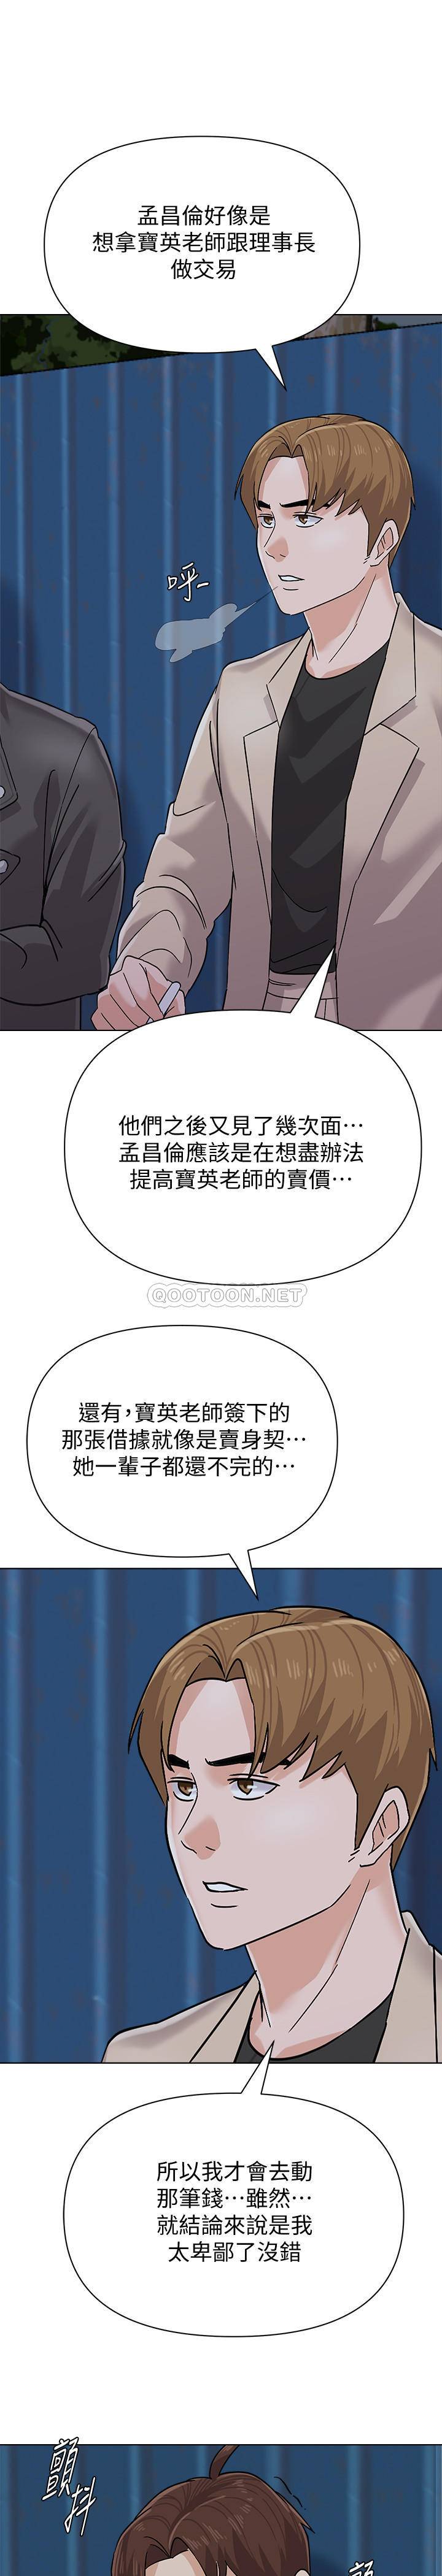 孟昌倫好像是
想拿寶英老師跟理事長
做交易
呼-
他們之後又見了幾次面…
孟昌倫應該是在想盡辦法
提高寶英老師的賣價…
QOOTOON.NET
還有,寶英老師簽下的
那張借據就像是賣身契…
她一輩子都還不完的…
所以我才會去動
那筆錢…雖然…
就結論來說是我
太卑鄙了沒錯
顫
抖